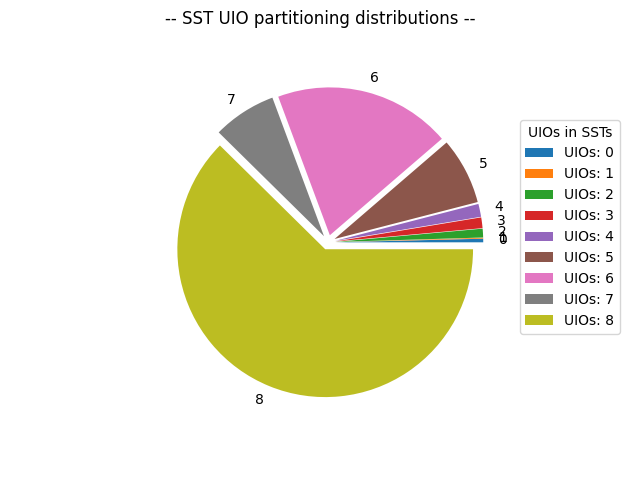 -- SST UIO partitioning distributions --
6
7
5
4
3
2
1
0
8
UIOs in SSTs
UIOs: 0
UIOs: 1
UIOs: 2
UIOs: 3
UIOs: 4
UIOs: 5
UIOs: 6
UIOs: 7
UIOs: 8